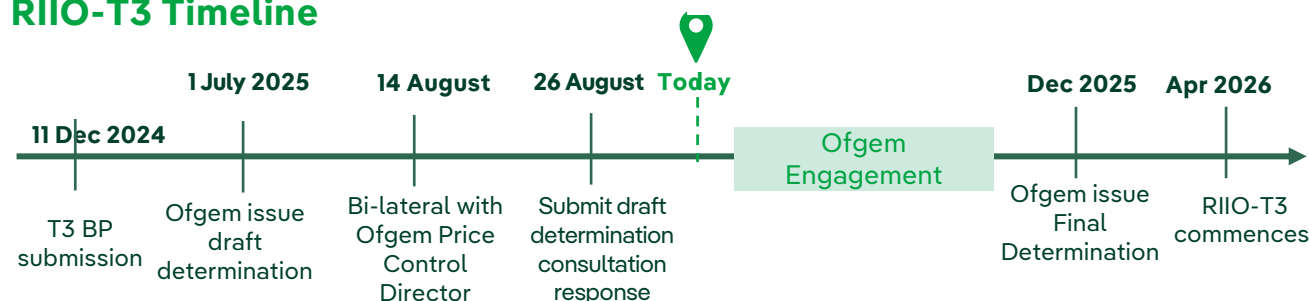 RIIO-T3 Timeline
1 July 2025
14 August
26 August
Today
Dec 2025
Apr 2026
11 Dec 2024
Ofgem
Engagement
T3 BP
submission
Ofgem issue
draft
determination
Bi-lateral with
Ofgem Price
Control
Director
Submit draft
determination
consultation
response
Ofgem issue
Final
Determination
RIIO-T3
commences